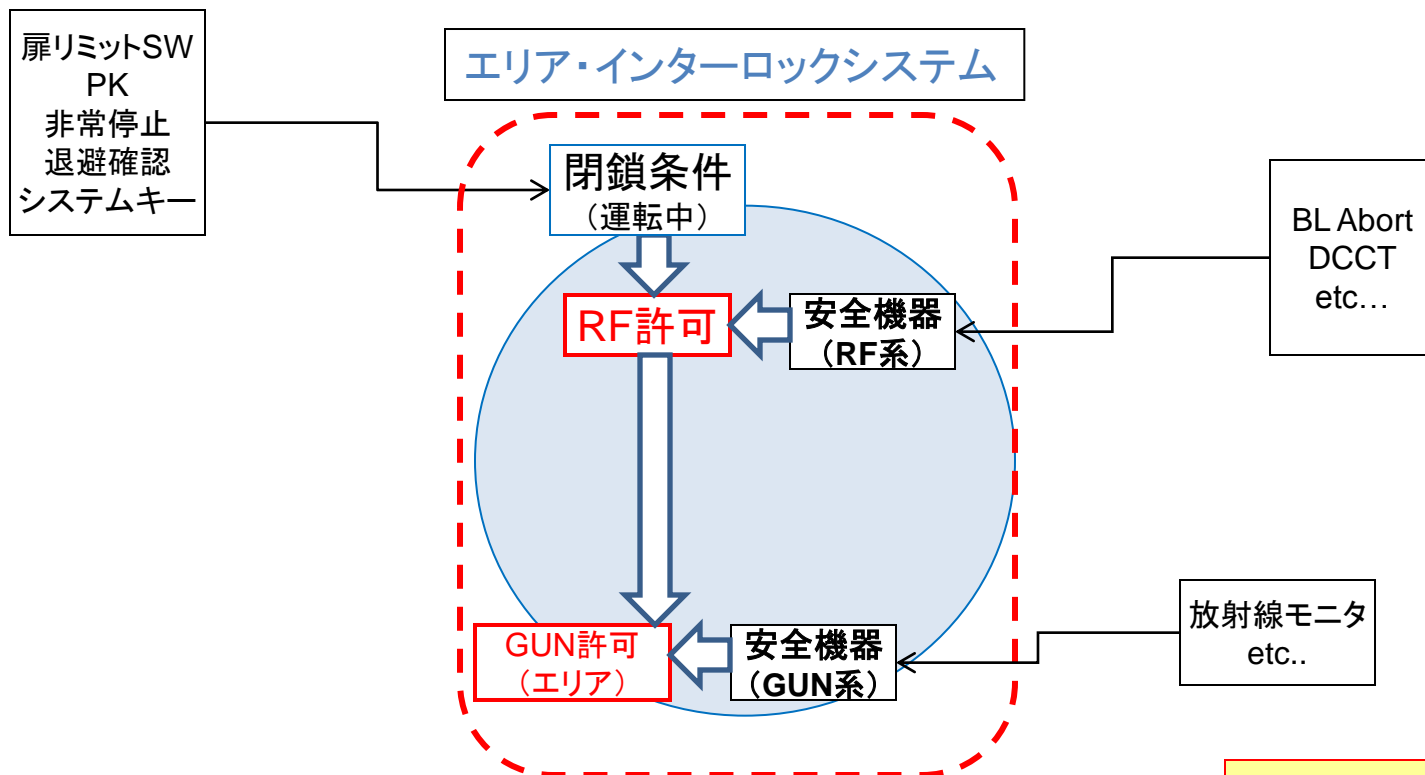 扉リミットSW
PK
非常停止
退避確認
システムキー
エリア・インターロックシステム
閉鎖条件
（運転中）
RF許可
安全機器
（RF系）
BL Abort
DCCT
etc…
GUN許可
（エリア）
安全機器
（GUN系）
放射線モニタ
etc..